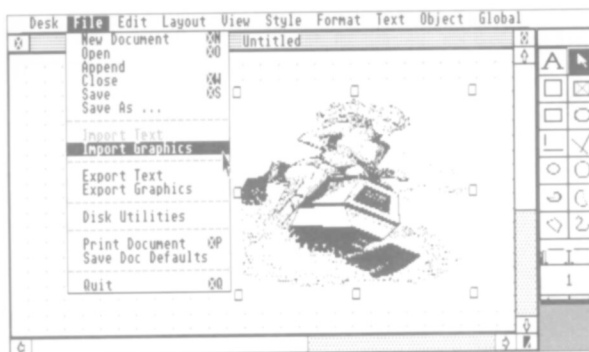 Desk File Edit Layout View Style Format Text Object Global
Untitled
New Document ◊N
Open ◊O
Append
Close ◊W
Save ◊S
Save As ...
Import Text
Import Graphics
Export Text
Export Graphics
Disk Utilities
Print Document ◊P
Save Doc Defaults
Quit ◊Q
A
1